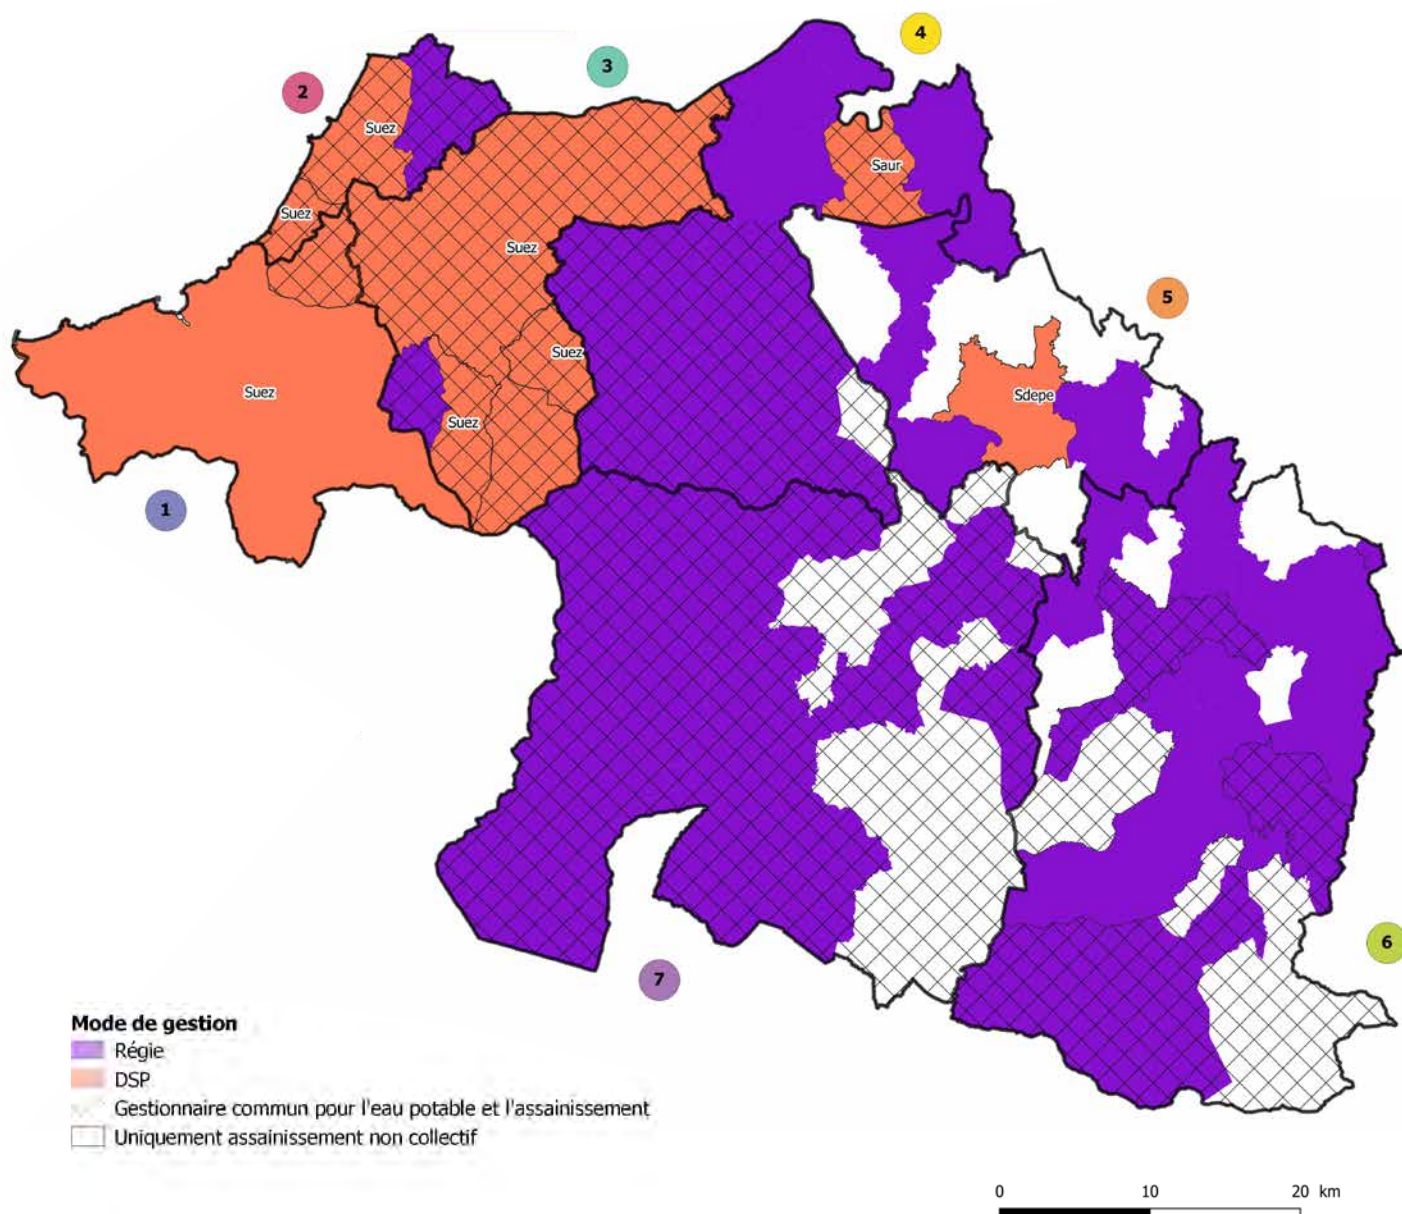 4
3
2
Suez
Saur
Suez
Suez
5
Suez
Suez
Sdepe
Suez
1
6
7
Mode de gestion
Régie
DSP
Gestionnaire commun pour l'eau potable et l'assainissement
Uniquement assainissement non collectif
0 10 20 km